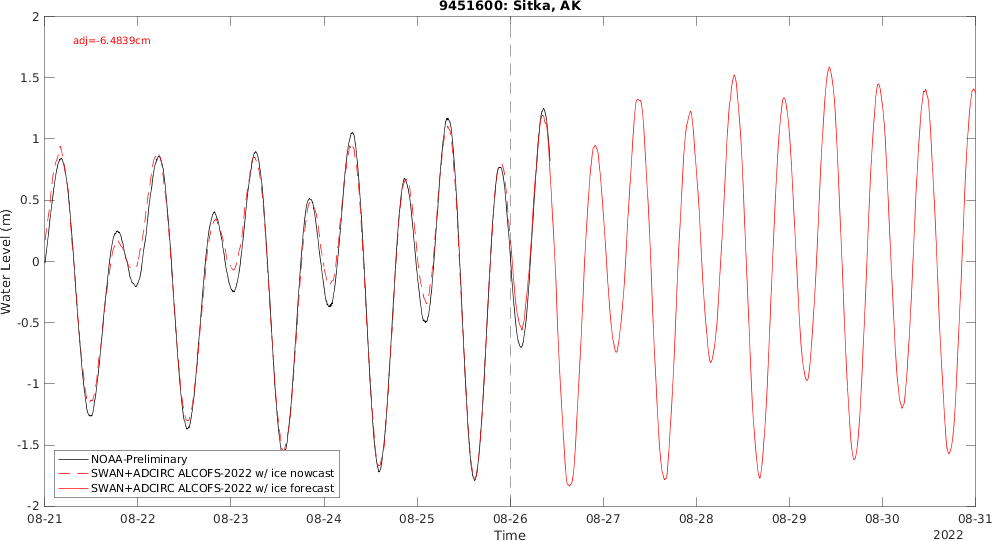 9451600: Sitka, AK
adj=-6.4839cm
Water Level (m)
2
1.5
1
0.5
0
-0.5
-1
-1.5
-2
NOAA-Preliminary
SWAN+ADCIRC ALCOFS-2022 w/ ice nowcast
SWAN+ADCIRC ALCOFS-2022 w/ ice forecast
08-21 08-22 08-23 08-24 08-25 08-26 08-27 08-28 08-29 08-30 08-31
Time
2022